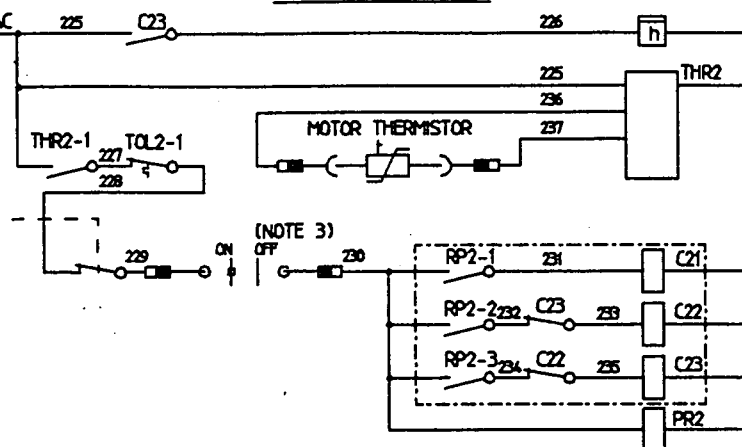 225 C23 226
h
225 THR2
236
MOTOR THERMISTOR 237
THR2-1 227 TOL2-1
228
(NOTE 3)
229 ON OFF 230
RP2-1 231 C21
RP2-2 232 C23 233 C22
RP2-3 234 C22 235 C23
PR2